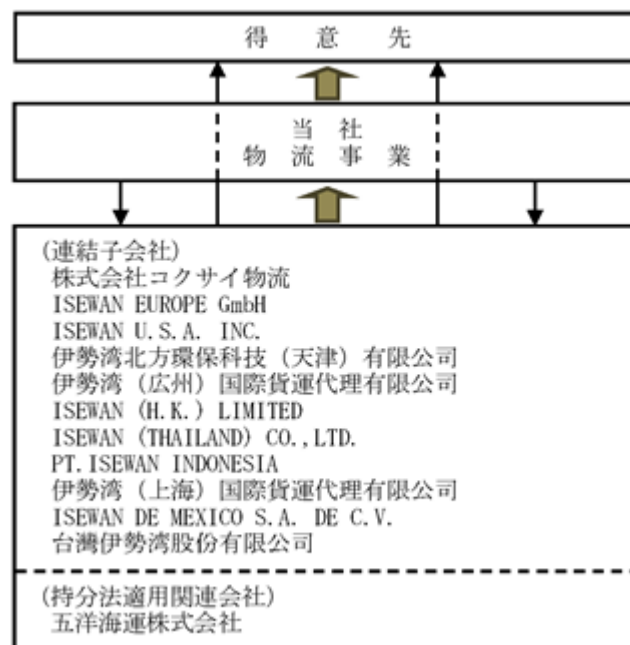 得 意 先
当 社
物 流 事 業
(連結子会社)
株式会社コクサイ物流
ISEWAN EUROPE GmbH
ISEWAN U.S.A. INC.
伊勢湾北方環保科技（天津）有限公司
伊勢湾（広州）国際貨運代理有限公司
ISEWAN (H.K.) LIMITED
ISEWAN (THAILAND) CO.,LTD.
PT.ISEWAN INDONESIA
伊勢湾（上海）国際貨運代理有限公司
ISEWAN DE MEXICO S.A. DE C.V.
台灣伊勢湾股份有限公司
(持分法適用関連会社)
五洋海運株式会社